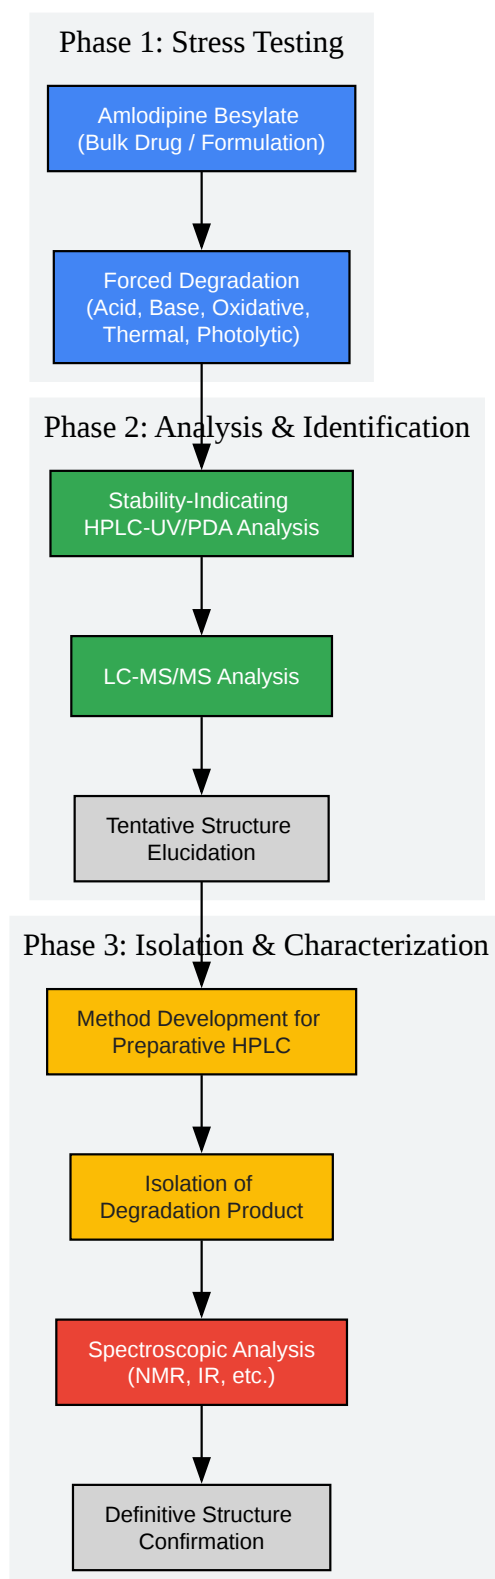 Phase 1: Stress Testing
Amlodipine Besylate
(Bulk Drug / Formulation)
Forced Degradation
(Acid, Base, Oxidative,
Thermal, Photolytic)
Phase 2: Analysis & Identification
Stability-Indicating
HPLC-UV/PDA Analysis
LC-MS/MS Analysis
Tentative Structure
Elucidation
Phase 3: Isolation & Characterization
Method Development for
Preparative HPLC
Isolation of
Degradation Product
Spectroscopic Analysis
(NMR, IR, etc.)
Definitive Structure
Confirmation